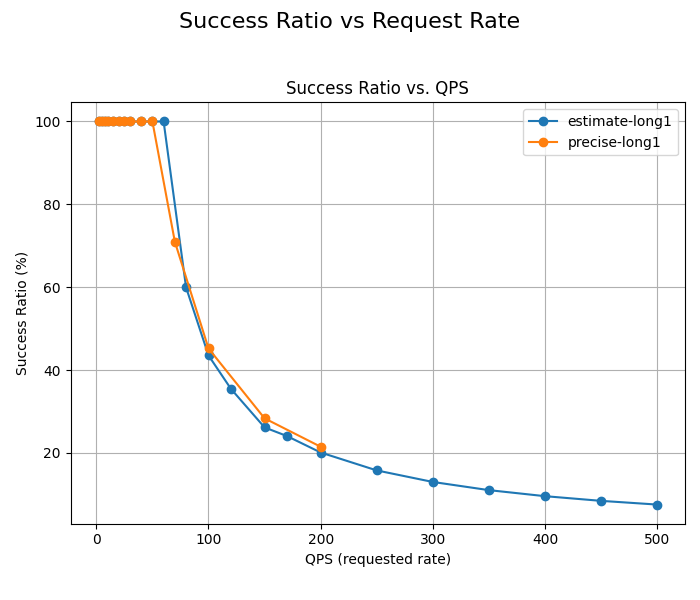 Success Ratio vs Request Rate
Success Ratio vs. QPS
estimate-long1
precise-long1
Success Ratio (%)
100
80
60
40
20
0
100
200
300
400
500
QPS (requested rate)